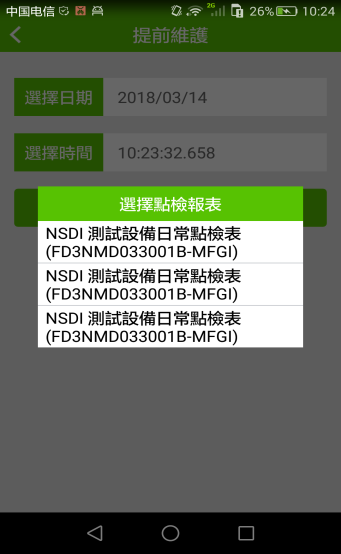 中国电信 2G 26% 10:24
提前維護
選擇日期 2018/03/14
選擇時間 10:23:32.658
選擇點檢報表
NSDI 測試設備日常點檢表
(FD3NMD033001B-MFGI)
NSDI 測試設備日常點檢表
(FD3NMD033001B-MFGI)
NSDI 測試設備日常點檢表
(FD3NMD033001B-MFGI)